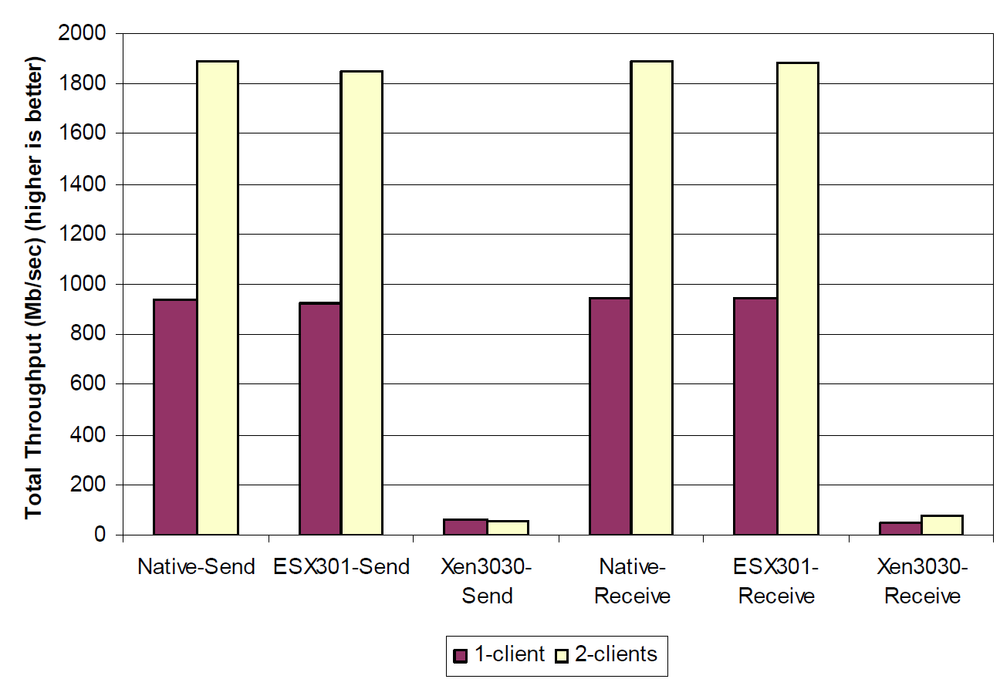 Total Throughput (Mb/sec) (higher is better)
2000
1800
1600
1400
1200
1000
800
600
400
200
0
Native-Send
ESX301-Send
Xen3030-
Send
Native-
Receive
ESX301-
Receive
Xen3030-
Receive
1-client
2-clients